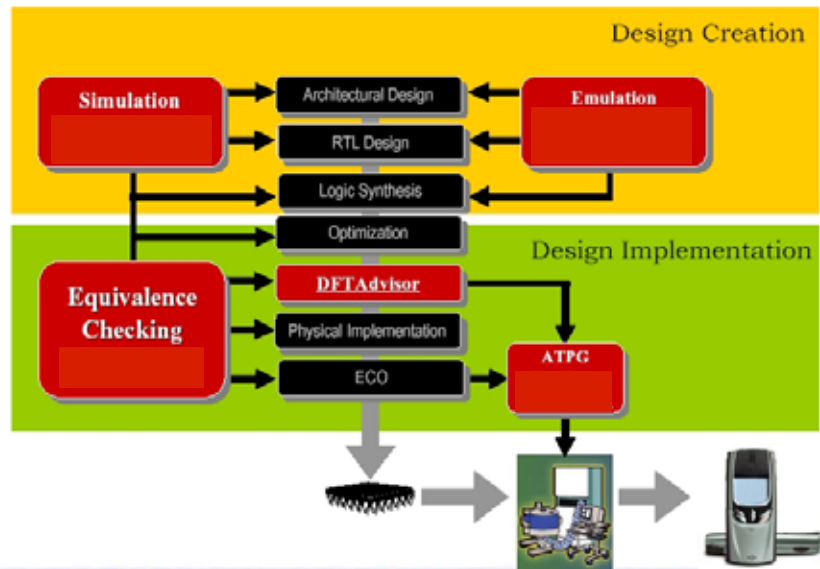 Design Creation
Simulation
Architectural Design
Emulation
RTL Design
Logic Synthesis
Optimization
Design Implementation
DFTAdvisor
Equivalence
Checking
Physical Implementation
ATPG
ECO